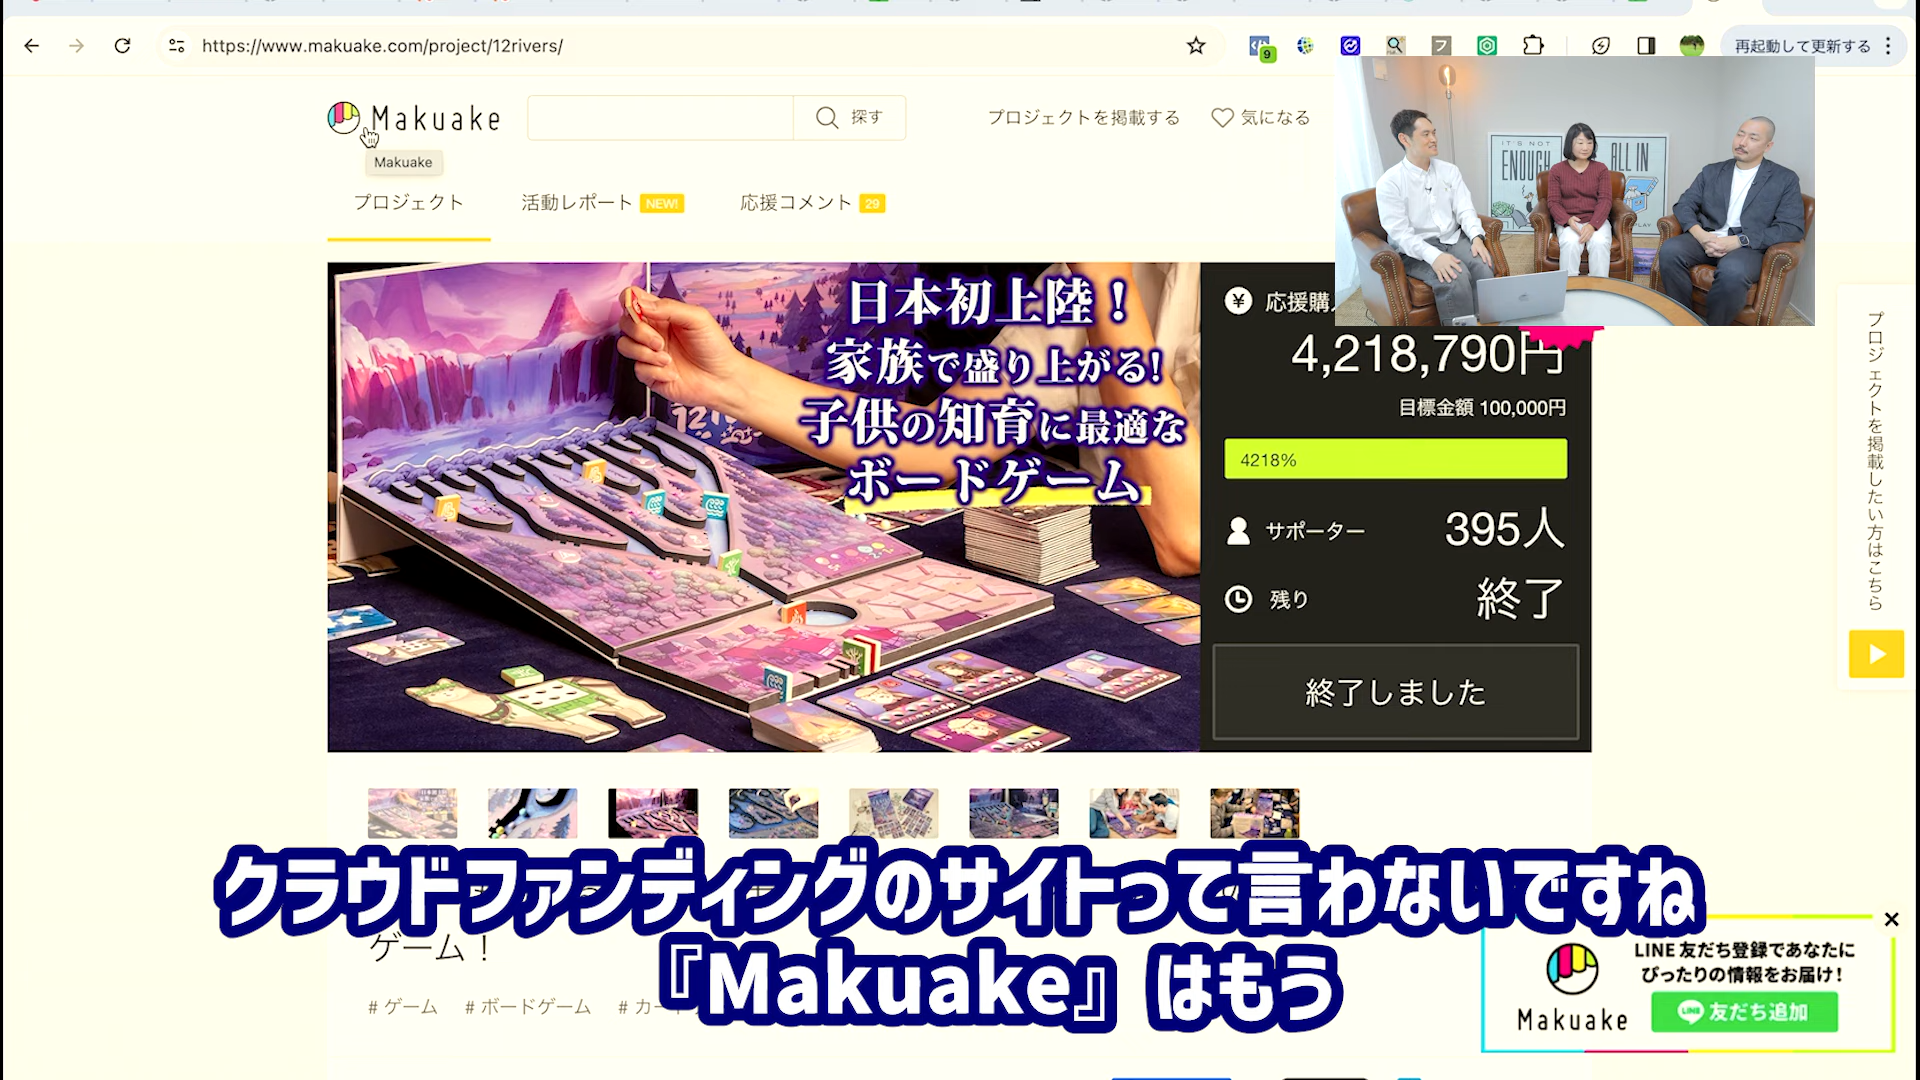 https://www.makuake.com/project/12rivers/
9
再起動して更新する
Makuake
探す
プロジェクトを掲載する
気になる
Makuake
プロジェクト
活動レポート NEW!
応援コメント 29
IT'S NOT
ENOUGH
ALL IN
日本初上陸！
家族で盛り上がる!
子供の知育に最適な
ボードゲーム
¥ 応援購
4,218,790円
目標金額 100,000円
4218%
サポーター 395人
残り 終了
終了しました
プロジェクトを掲載したい方はこちら
クラウドファンディングのサイトって言わないですね
『Makuake』はもう
ゲーム！
# ゲーム # ボードゲーム # カー
LINE 友だち登録であなたに
ぴったりの情報をお届け！
Makuake
LINE 友だち追加